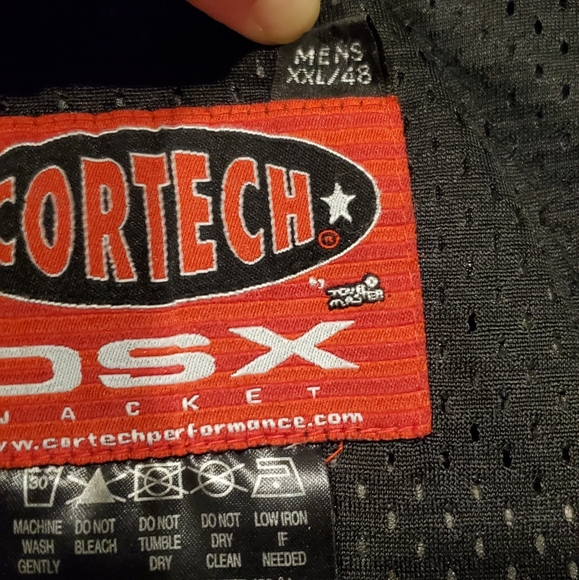 MENS
XXL/48
CORTECH
®
by TOUR
MASTER
DSX
JACKET
www.cortechperformance.com
30°
MACHINE WASH GENTLY
DO NOT BLEACH
DO NOT TUMBLE DRY
DO NOT DRY CLEAN
LOW IRON IF NEEDED